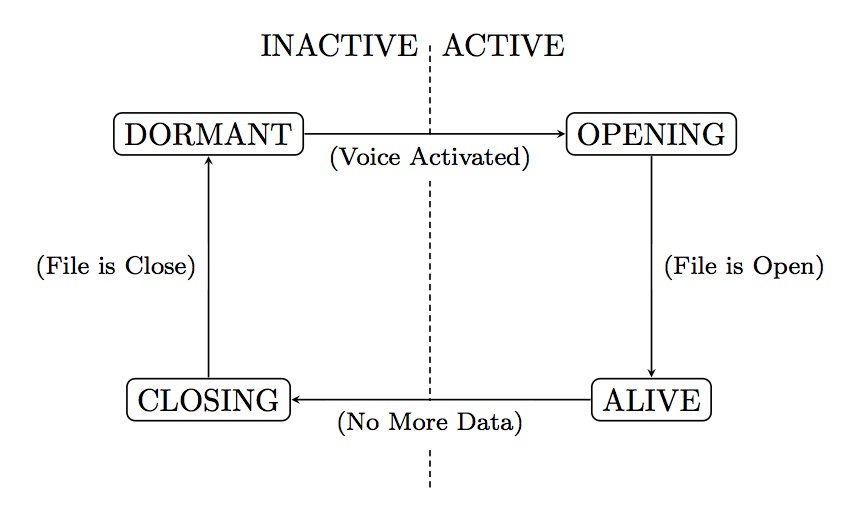 INACTIVE ACTIVE
DORMANT
OPENING
(Voice Activated)
(File is Close)
(File is Open)
CLOSING
ALIVE
(No More Data)